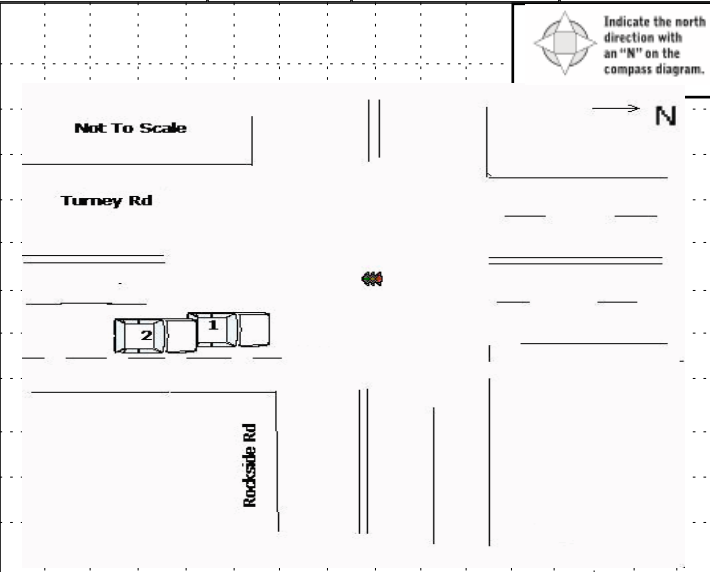 Indicate the north
direction with
an “N” on the
compass diagram.
N
Not To Scale
Turney Rd
1
2
Rockside Rd